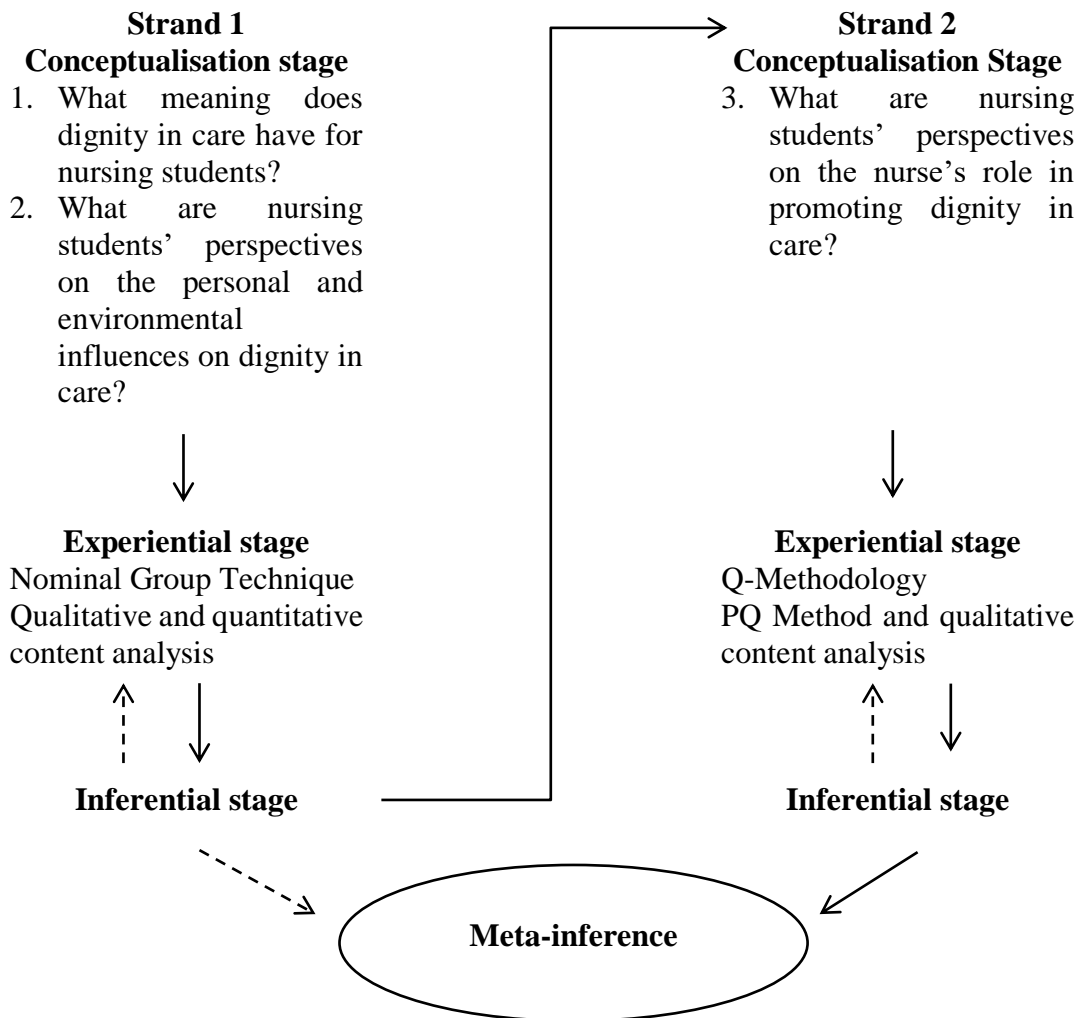 Strand 1
Conceptualisation stage
1. What meaning does
dignity in care have for
nursing students?
2. What are nursing
students’ perspectives
on the personal and
environmental
influences on dignity in
care?
Experiential stage
Nominal Group Technique
Qualitative and quantitative
content analysis
Inferential stage
Strand 2
Conceptualisation Stage
3. What are nursing
students’ perspectives
on the nurse’s role in
promoting dignity in
care?
Experiential stage
Q-Methodology
PQ Method and qualitative
content analysis
Inferential stage
Meta-inference